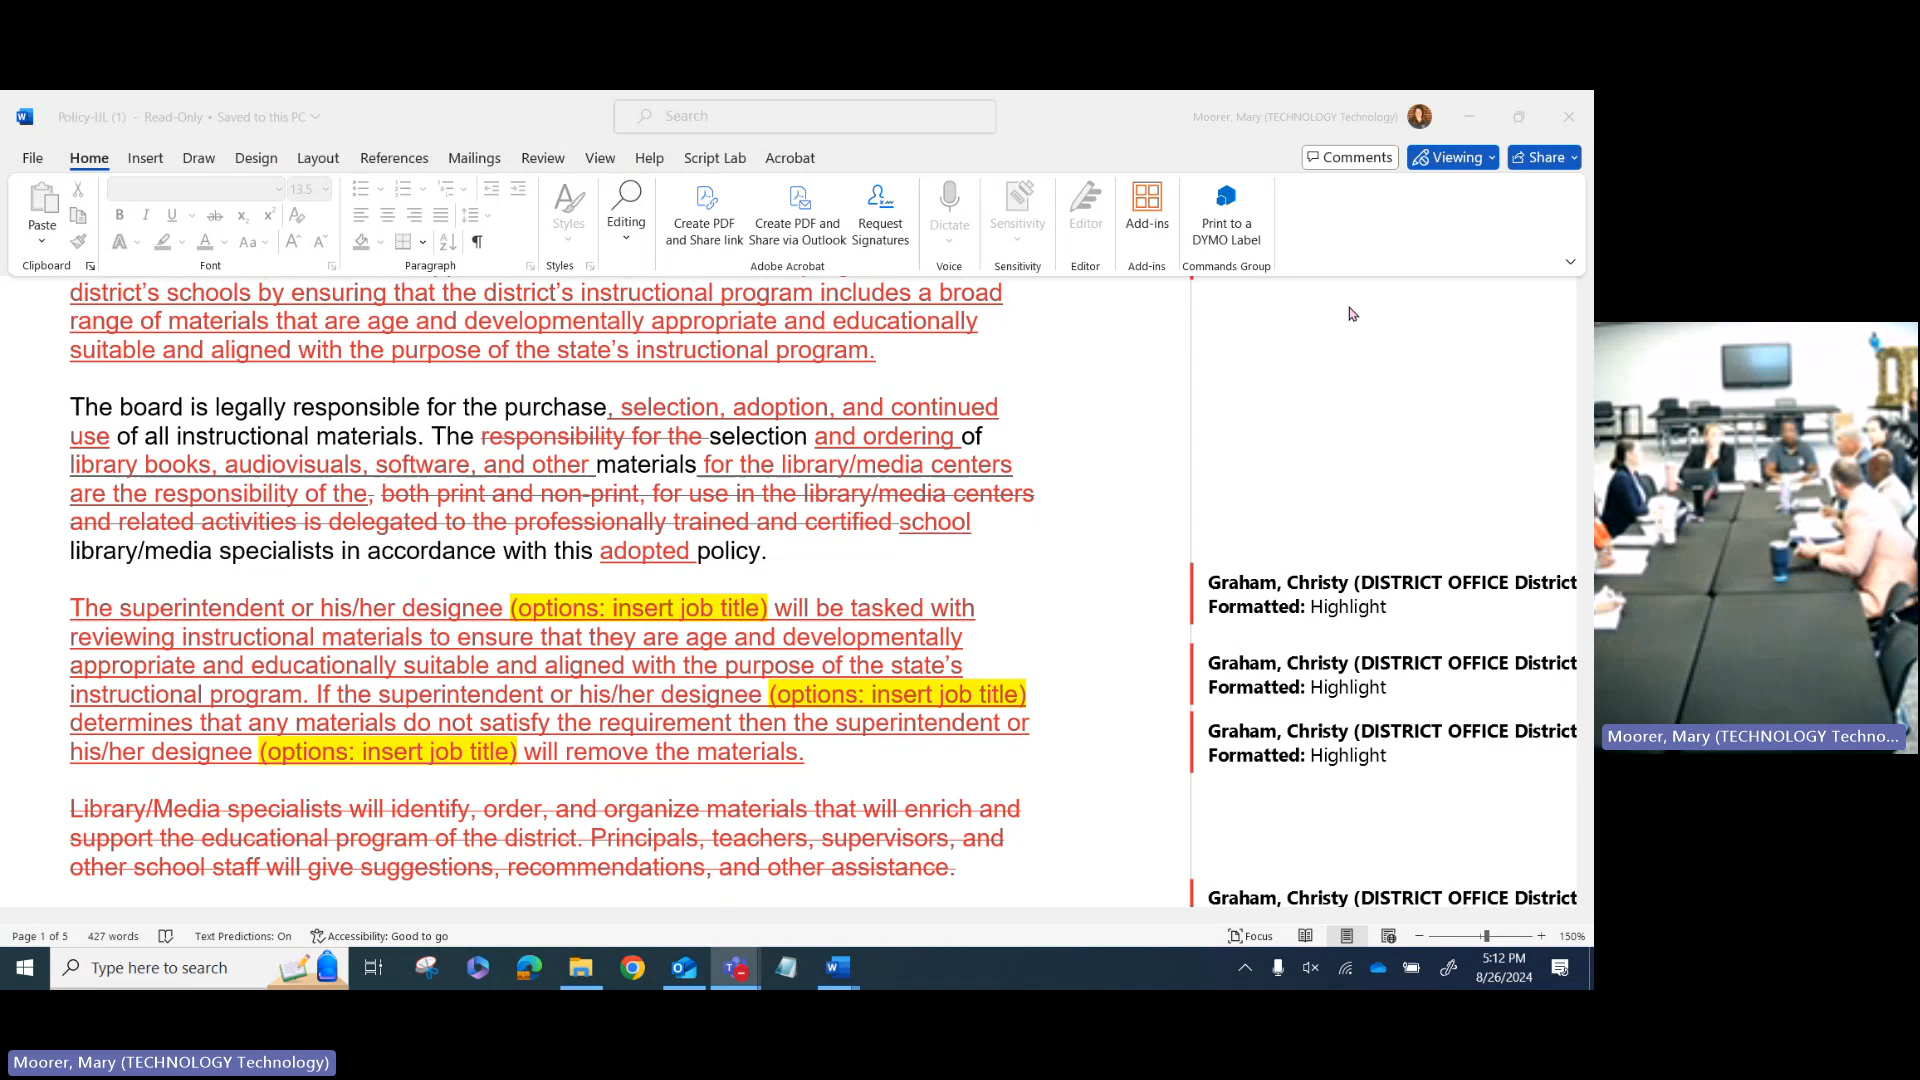 Policy-IJL (1) - Read-Only • Saved to this PC
Search
Moorer, Mary (TECHNOLOGY Technology)
File Home Insert Draw Design Layout References Mailings Review View Help Script Lab Acrobat
Comments Viewing Share
13.5
Paste
Styles
Editing
Create PDF and Share link
Create PDF and Share via Outlook
Request Signatures
Dictate
Sensitivity
Editor
Add-ins
Print to a DYMO Label
Clipboard Font Paragraph Styles Adobe Acrobat Voice Sensitivity Editor Add-ins Commands Group
district's schools by ensuring that the district's instructional program includes a broad
range of materials that are age and developmentally appropriate and educationally
suitable and aligned with the purpose of the state's instructional program.
The board is legally responsible for the purchase, selection, adoption, and continued
use of all instructional materials. The responsibility for the selection and ordering of
library books, audiovisuals, software, and other materials for the library/media centers
are the responsibility of the, both print and non-print, for use in the library/media centers
and related activities is delegated to the professionally trained and certified school
library/media specialists in accordance with this adopted policy.
The superintendent or his/her designee (options: insert job title) will be tasked with
reviewing instructional materials to ensure that they are age and developmentally
appropriate and educationally suitable and aligned with the purpose of the state's
instructional program. If the superintendent or his/her designee (options: insert job title)
determines that any materials do not satisfy the requirement then the superintendent or
his/her designee (options: insert job title) will remove the materials.
Library/Media specialists will identify, order, and organize materials that will enrich and
support the educational program of the district. Principals, teachers, supervisors, and
other school staff will give suggestions, recommendations, and other assistance.
Graham, Christy (DISTRICT OFFICE District
Formatted: Highlight
Graham, Christy (DISTRICT OFFICE District
Formatted: Highlight
Graham, Christy (DISTRICT OFFICE District
Formatted: Highlight
Graham, Christy (DISTRICT OFFICE District
Moorer, Mary (TECHNOLOGY Techno...
Page 1 of 5 427 words Text Predictions: On Accessibility: Good to go
Focus 150%
Type here to search
5:12 PM
8/26/2024
Moorer, Mary (TECHNOLOGY Technology)